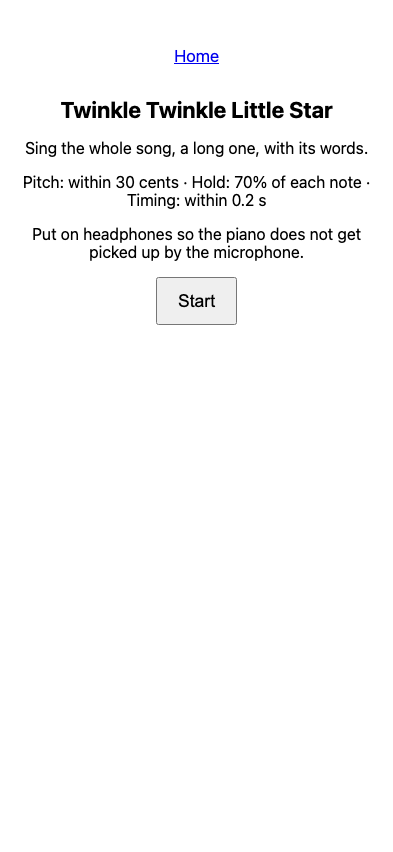 Home
Twinkle Twinkle Little Star
Sing the whole song, a long one, with its words.
Pitch: within 30 cents · Hold: 70% of each note ·
Timing: within 0.2 s
Put on headphones so the piano does not get
picked up by the microphone.
Start